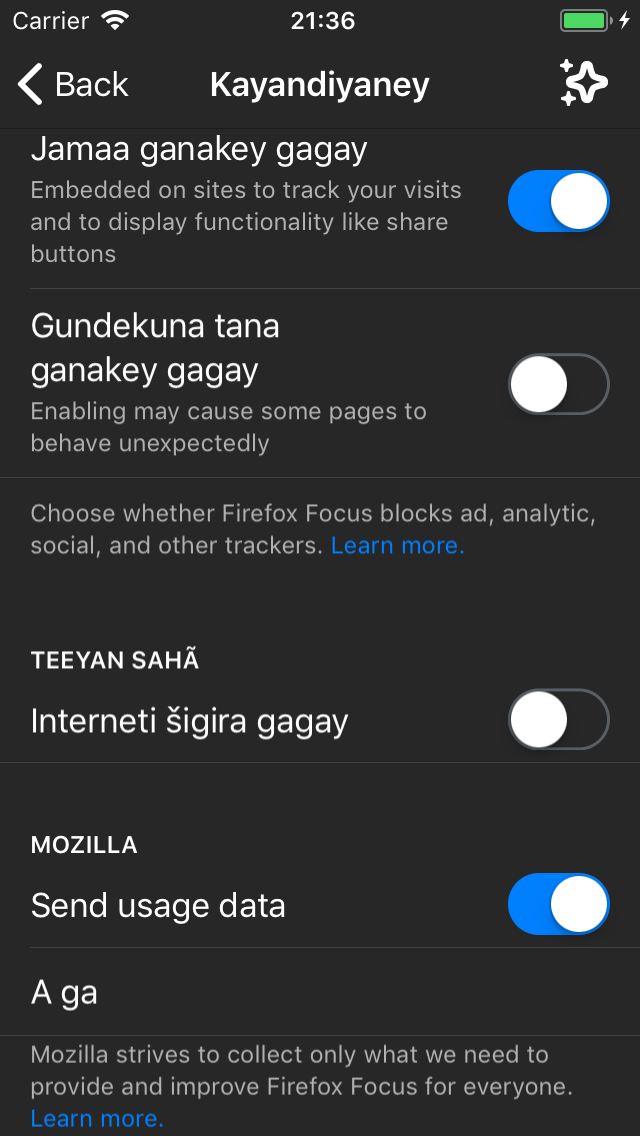 Carrier 21:36
Back Kayandiyaney
Jamaa ganakey gagay
Embedded on sites to track your visits
and to display functionality like share
buttons
Gundekuna tana
ganakey gagay
Enabling may cause some pages to
behave unexpectedly
Choose whether Firefox Focus blocks ad, analytic,
social, and other trackers. Learn more.
TEEYAN SAHÃ
Interneti šigira gagay
MOZILLA
Send usage data
A ga
Mozilla strives to collect only what we need to
provide and improve Firefox Focus for everyone.
Learn more.